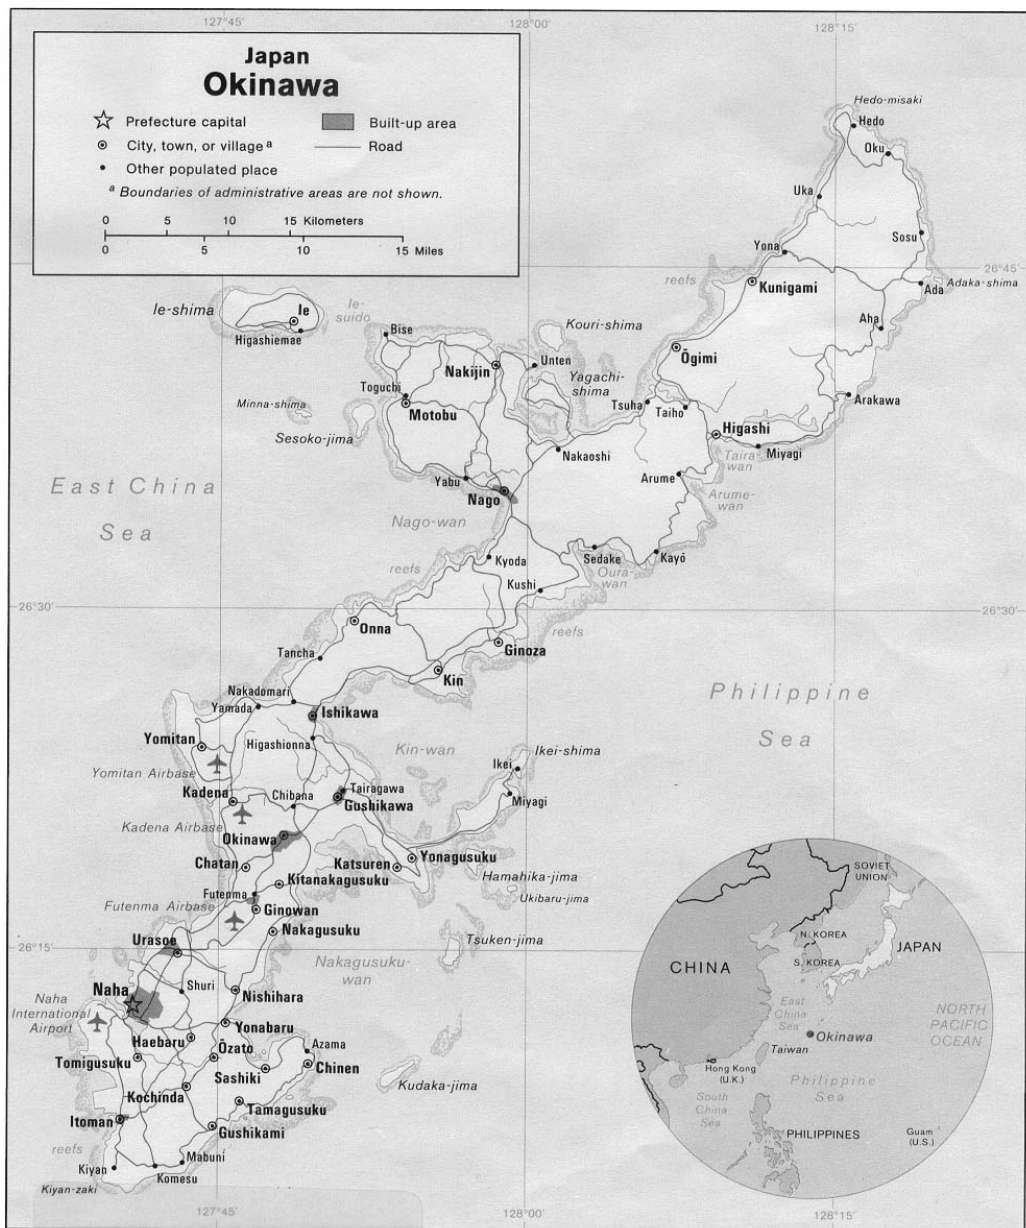 127°45'
128°00'
128°15'
Japan
Okinawa
Prefecture capital
City, town, or village a
Other populated place
Built-up area
Road
a Boundaries of administrative areas are not shown.
0 5 10 15 Kilometers
0 5 10 15 Miles
Hedo-misaki
Hedo
Oku
Uka
Sosu
Yona
26°45'
reefs
Kunigami
Ada
Adaka-shima
Ie-shima
Ie
Ie-
suido
Higashiemae
Aha
Bise
Kouri-shima
Ōgimi
Nakijin
Unten
Toguchi
Yagachi-
shima
Minna-shima
Motobu
Tsuha
Taiho
Arakawa
Sesoko-jima
Higashi
Taira-
wan
Miyagi
Nakaoshi
East China
Sea
Yabu
Nago
Arume
Arume-
wan
Nago-wan
reefs
Kyoda
Sedake
Kayō
Oura-
wan
Kushi
26°30'
26°30'
Onna
reefs
Ginoza
Tancha
Kin
Nakadomari
Philippine
Sea
Yamada
Ishikawa
Yomitan
Higashionna
Kin-wan
Ikei-shima
Ikei
Yomitan Airbase
Kadena
Chibana
Tairagawa
Gushikawa
Miyagi
Kadena Airbase
Okinawa
Chatan
Katsuren
Yonagusuku
Kitanakagusuku
Hamahika-jima
Futenma
Ukibaru-jima
Futenma Airbase
Ginowan
Nakagusuku
26°15'
Urasoe
Tsuken-jima
Nakagusuku-
wan
Naha
Shuri
Nishihara
Naha
International
Airport
Yonabaru
Haebaru
Ōzato
Azama
Tomigusuku
Sashiki
Chinen
Kochinda
Kudaka-jima
Tamagusuku
Itoman
Gushikami
reefs
Mabuni
Kiyan
Komesu
Kiyan-zaki
127°45'
128°00'
128°15'
SOVIET
UNION
N. KOREA
JAPAN
S. KOREA
CHINA
East
China
Sea
NORTH
PACIFIC
OCEAN
Okinawa
Taiwan
Hong Kong
(U.K.)
Philippine
Sea
South
China
Sea
PHILIPPINES
Guam
(U.S.)